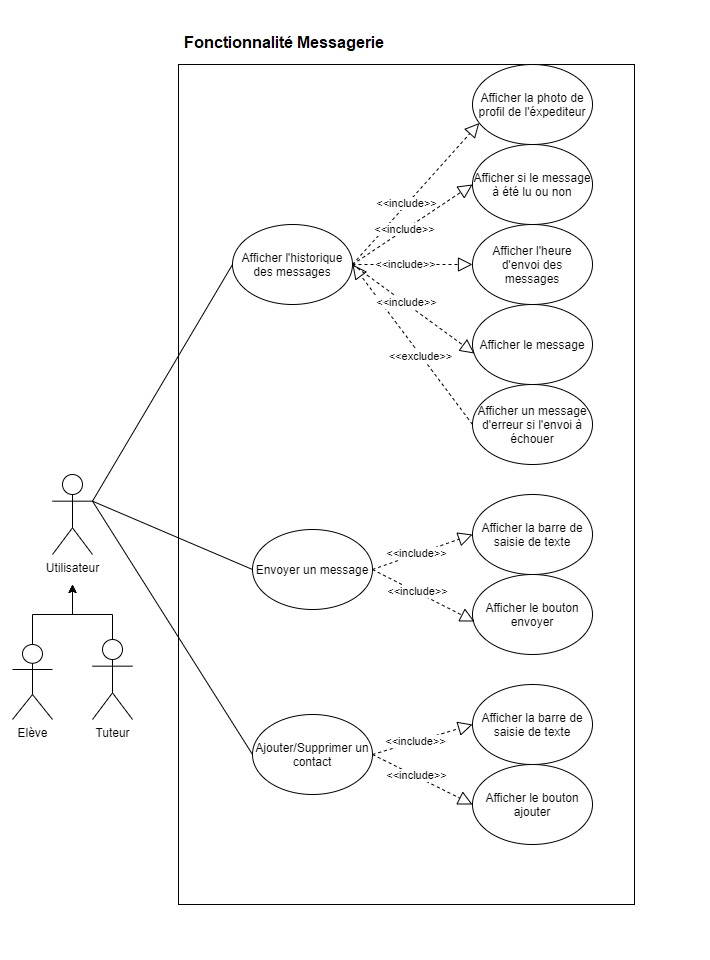 Fonctionnalité Messagerie
Afficher la photo de
profil de l'éxpediteur
Afficher si le message
à été lu ou non
<<include>>
<<include>>
Afficher l'historique
des messages
<<include>>
Afficher l'heure
d'envoi des
messages
<<include>>
Afficher le message
<<exclude>>
Afficher un message
d'erreur si l'envoi à
échouer
Utilisateur
Envoyer un message
<<include>>
Afficher la barre de
saisie de texte
<<include>>
Afficher le bouton
envoyer
Elève
Tuteur
Ajouter/Supprimer un
contact
<<include>>
Afficher la barre de
saisie de texte
<<include>>
Afficher le bouton
ajouter